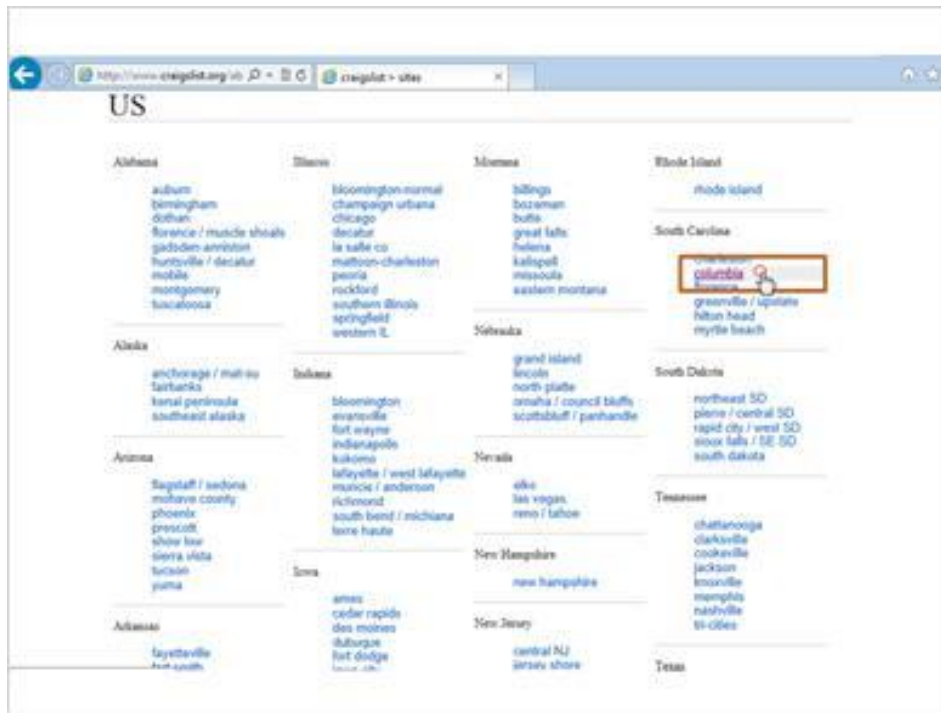 craigslist > sites
US
Alabama
auburn
birmingham
dothan
florence / muscle shoals
gadsden-anniston
huntsville / decatur
mobile
montgomery
tuscaloosa
Alaska
anchorage / mat-su
fairbanks
kenai peninsula
southeast alaska
Arizona
flagstaff / sedona
mohave county
phoenix
prescott
show low
sierra vista
tucson
yuma
Arkansas
fayetteville
fort smith
Illinois
bloomington-normal
champaign urbana
chicago
decatur
la salle co
mattoon-charleston
peoria
rockford
southern illinois
springfield
western IL
Indiana
bloomington
evansville
fort wayne
indianapolis
kokomo
lafayette / west lafayette
muncie / anderson
richmond
south bend / michiana
terre haute
Iowa
ames
cedar rapids
des moines
dubuque
fort dodge
iowa city
Montana
billings
bozeman
butte
great falls
helena
kalispell
missoula
eastern montana
Nebraska
grand island
lincoln
north platte
omaha / council bluffs
scottsbluff / panhandle
Nevada
elko
las vegas
reno / tahoe
New Hampshire
new hampshire
New Jersey
central NJ
jersey shore
Rhode Island
rhode island
South Carolina
charleston
columbia
florence
greenville / upstate
hilton head
myrtle beach
South Dakota
northeast SD
pierre / central SD
rapid city / west SD
sioux falls / SE SD
south dakota
Tennessee
chattanooga
clarksville
cookeville
jackson
knoxville
memphis
nashville
tri-cities
Texas